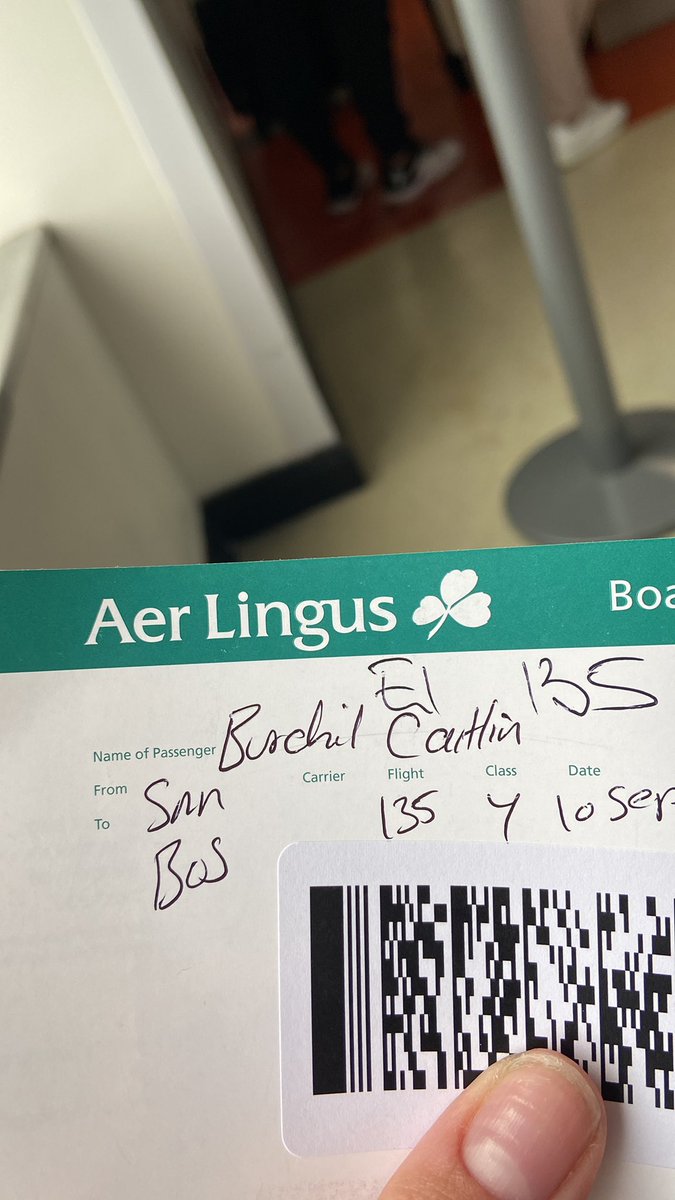 Aer Lingus Boa
EI 135
Name of Passenger Burchil Caitlin
From Snn Carrier Flight Class Date
To 135 Y 10 Sep
Bos